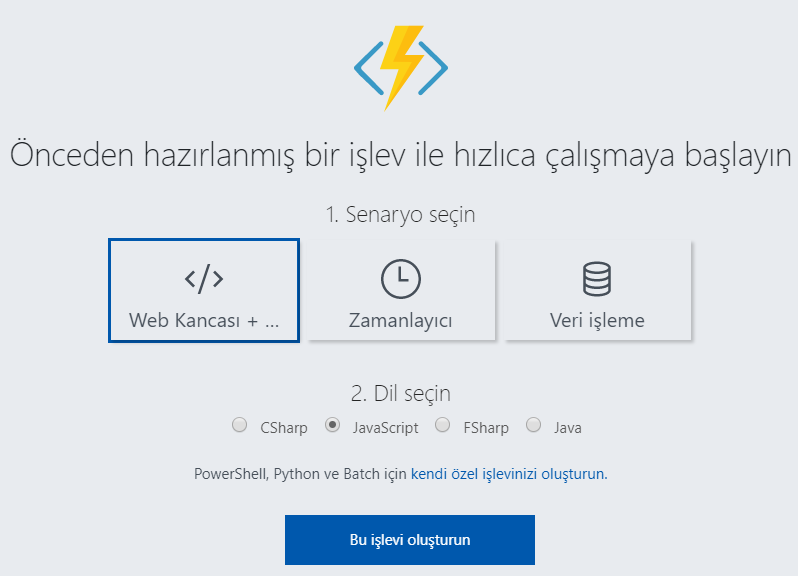 Önceden hazırlanmış bir işlev ile hızlıca çalışmaya başlayın
1. Senaryo seçin
Web Kancası + ...
Zamanlayıcı
Veri işleme
2. Dil seçin
CSharp JavaScript FSharp Java
PowerShell, Python ve Batch için kendi özel işlevinizi oluşturun.
Bu işlevi oluşturun